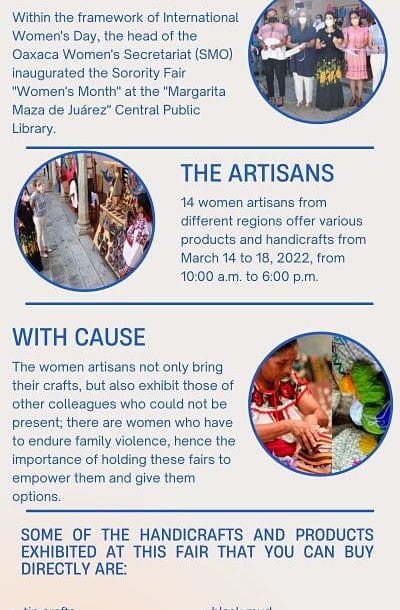 Within the framework of International
Women's Day, the head of the
Oaxaca Women's Secretariat (SMO)
inaugurated the Sorority Fair
"Women's Month" at the "Margarita
Maza de Juárez" Central Public
Library.
THE ARTISANS
14 women artisans from
different regions offer various
products and handicrafts from
March 14 to 18, 2022, from
10:00 a.m. to 6:00 p.m.
WITH CAUSE
The women artisans not only bring
their crafts, but also exhibit those of
other colleagues who could not be
present; there are women who have
to endure family violence, hence the
importance of holding these fairs to
empower them and give them
options.
SOME OF THE HANDICRAFTS AND PRODUCTS
EXHIBITED AT THIS FAIR THAT YOU CAN BUY
DIRECTLY ARE: